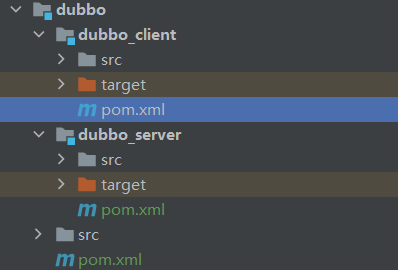 dubbo
dubbo_client
src
target
pom.xml
dubbo_server
src
target
pom.xml
src
pom.xml